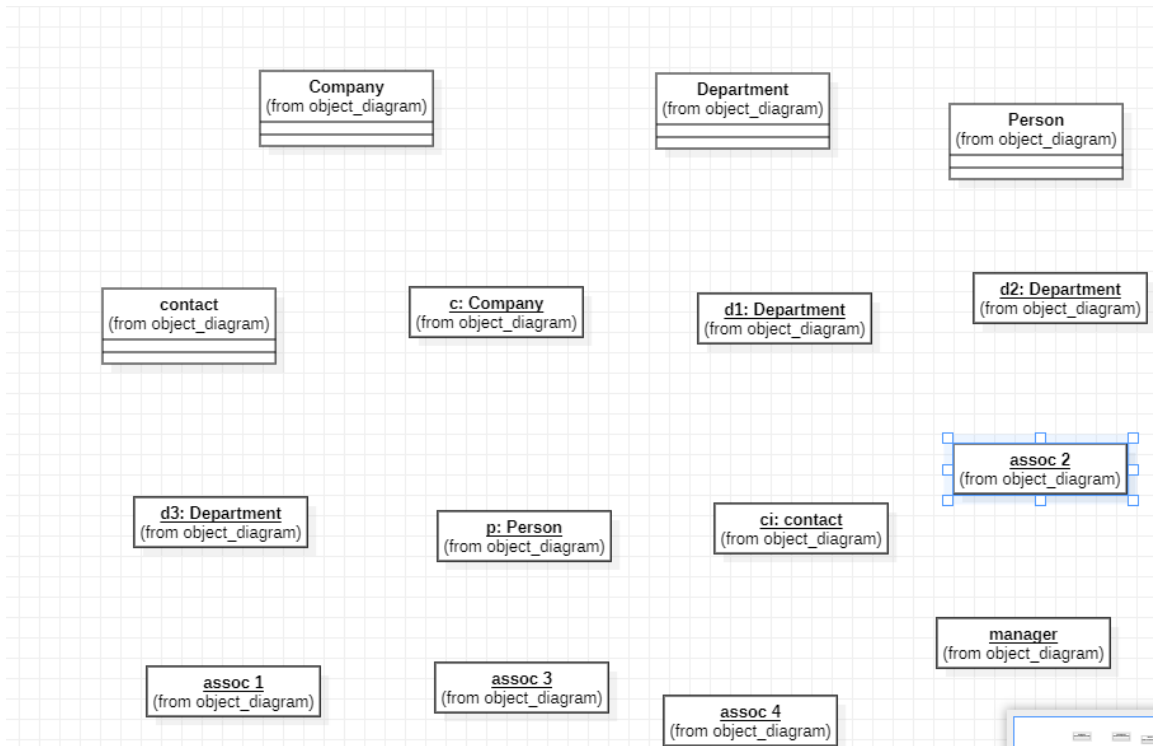 Company
(from object_diagram)
Department
(from object_diagram)
Person
(from object_diagram)
contact
(from object_diagram)
c: Company
(from object_diagram)
d1: Department
(from object_diagram)
d2: Department
(from object_diagram)
assoc 2
(from object_diagram)
d3: Department
(from object_diagram)
p: Person
(from object_diagram)
ci: contact
(from object_diagram)
manager
(from object_diagram)
assoc 1
(from object_diagram)
assoc 3
(from object_diagram)
assoc 4
(from object_diagram)